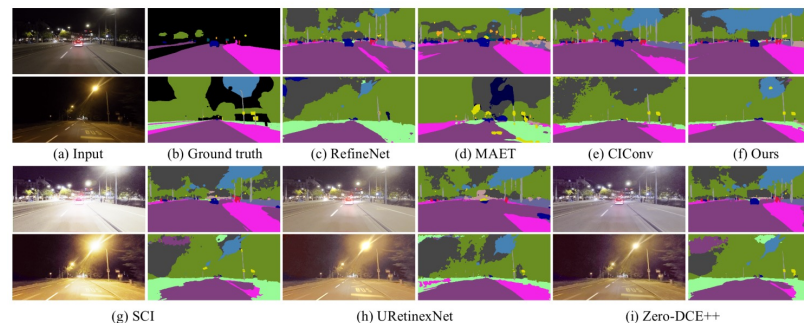 (a) Input (b) Ground truth (c) RefineNet (d) MAET (e) CIConv (f) Ours
(g) SCI (h) URetinexNet (i) Zero-DCE++